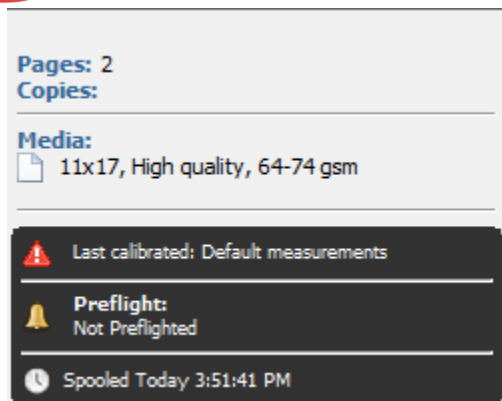 Pages: 2
Copies:
Media:
11x17, High quality, 64-74 gsm
Last calibrated: Default measurements
Preflight:
Not Preflighted
Spooled Today 3:51:41 PM